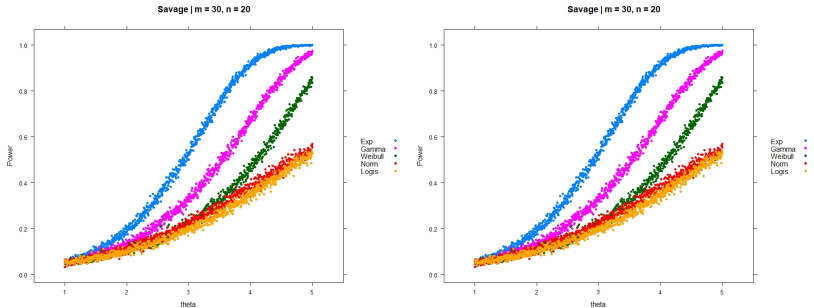 Savage | m = 30, n = 20
1.0
0.8
0.6
0.4
0.2
0.0
Power
1 2 3 4 5
theta
Exp
Gamma
Weibull
Norm
Logis
Savage | m = 30, n = 20
1.0
0.8
0.6
0.4
0.2
0.0
Power
1 2 3 4 5
theta
Exp
Gamma
Weibull
Norm
Logis